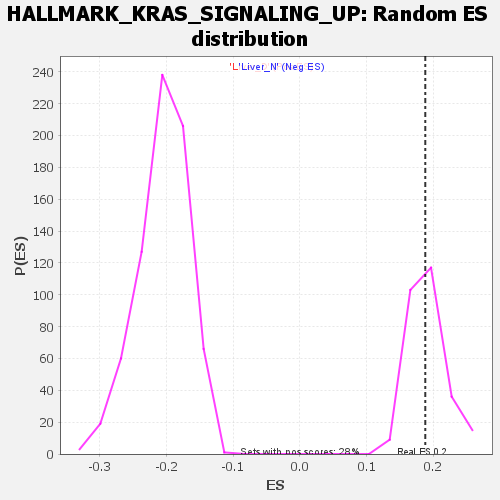 HALLMARK_KRAS_SIGNALING_UP: Random ES
distribution
'Liver_N' (Neg ES)
240
220
200
180
160
140
120
100
80
60
40
20
0
P(ES)
Sets with pos scores: 28%
Real ES 0.2
-0.3 -0.2 -0.1 0.0 0.1 0.2
ES